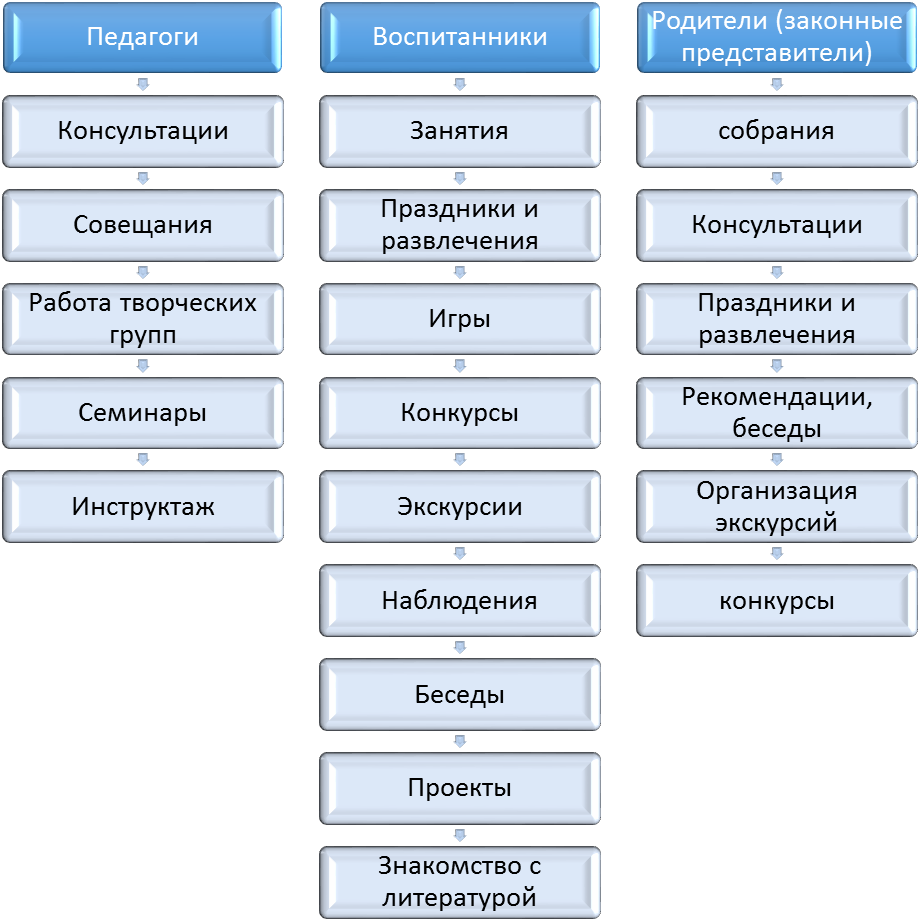 Педагоги
Консультации
Совещания
Работа творческих
групп
Семинары
Инструктаж
Воспитанники
Занятия
Праздники и
развлечения
Игры
Конкурсы
Экскурсии
Наблюдения
Беседы
Проекты
Знакомство с
литературой
Родители (законные
представители)
собрания
Консультации
Праздники и
развлечения
Рекомендации,
беседы
Организация
экскурсий
конкурсы